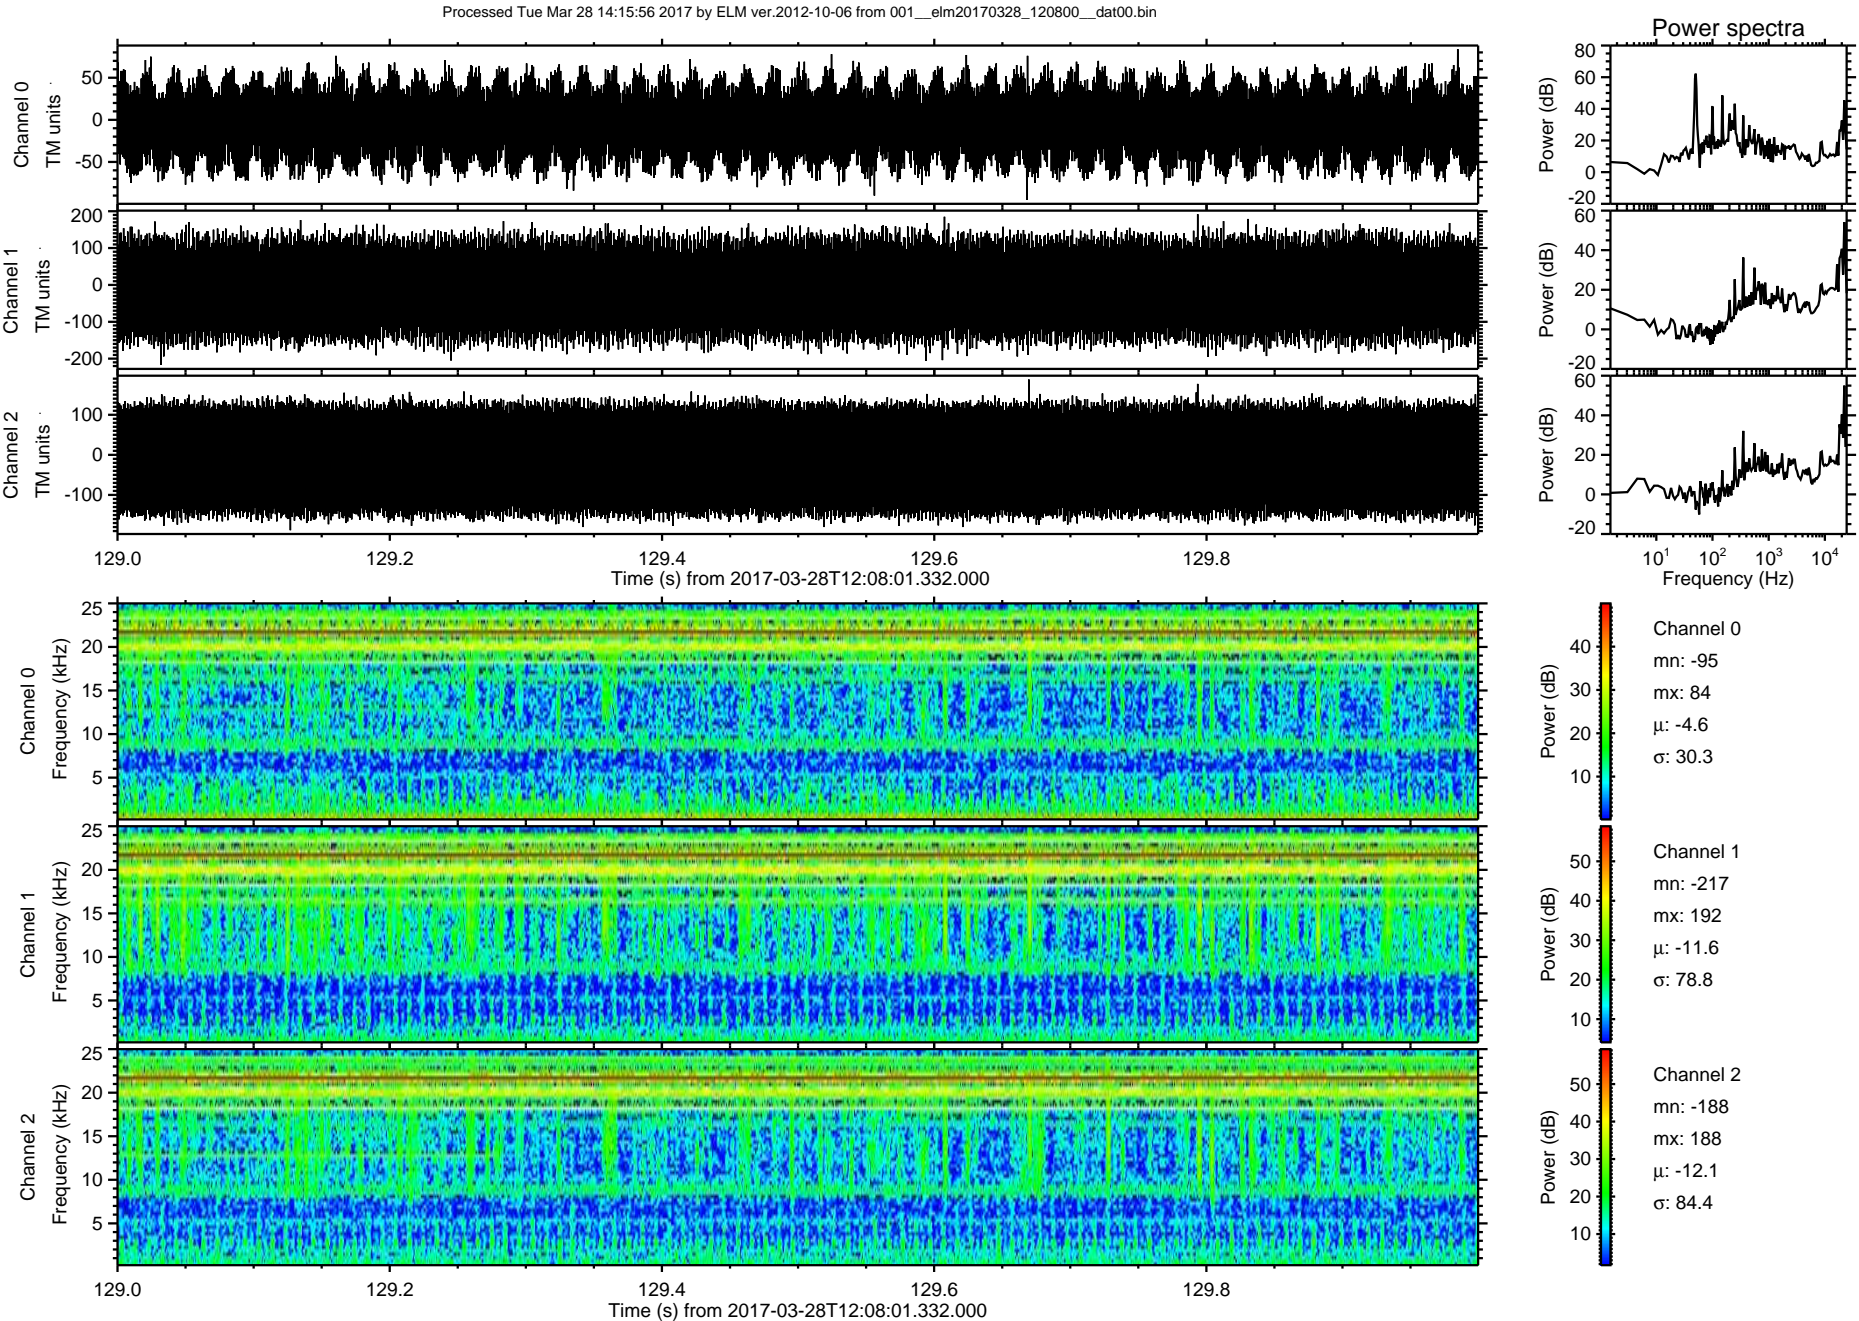 Processed Tue Mar 28 14:15:56 2017 by ELM ver.2012-10-06 from 001__elm20170328_120800__dat00.bin
Power spectra
Channel 0
TM units
50
0
-50
Power (dB)
80
60
40
20
0
-20
Channel 1
TM units
200
100
0
-100
-200
Power (dB)
60
40
20
0
-20
Channel 2
TM units
100
0
-100
Power (dB)
60
40
20
0
-20
129.0 129.2 129.4 129.6 129.8
Time (s) from 2017-03-28T12:08:01.332.000
10¹ 10² 10³ 10⁴
Frequency (Hz)
Channel 0
Frequency (kHz)
25
20
15
10
5
Power (dB)
40
30
20
10
Channel 0
mn: -95
mx: 84
μ: -4.6
σ: 30.3
Channel 1
Frequency (kHz)
25
20
15
10
5
Power (dB)
50
40
30
20
10
Channel 1
mn: -217
mx: 192
μ: -11.6
σ: 78.8
Channel 2
Frequency (kHz)
25
20
15
10
5
Power (dB)
50
40
30
20
10
Channel 2
mn: -188
mx: 188
μ: -12.1
σ: 84.4
129.0 129.2 129.4 129.6 129.8
Time (s) from 2017-03-28T12:08:01.332.000